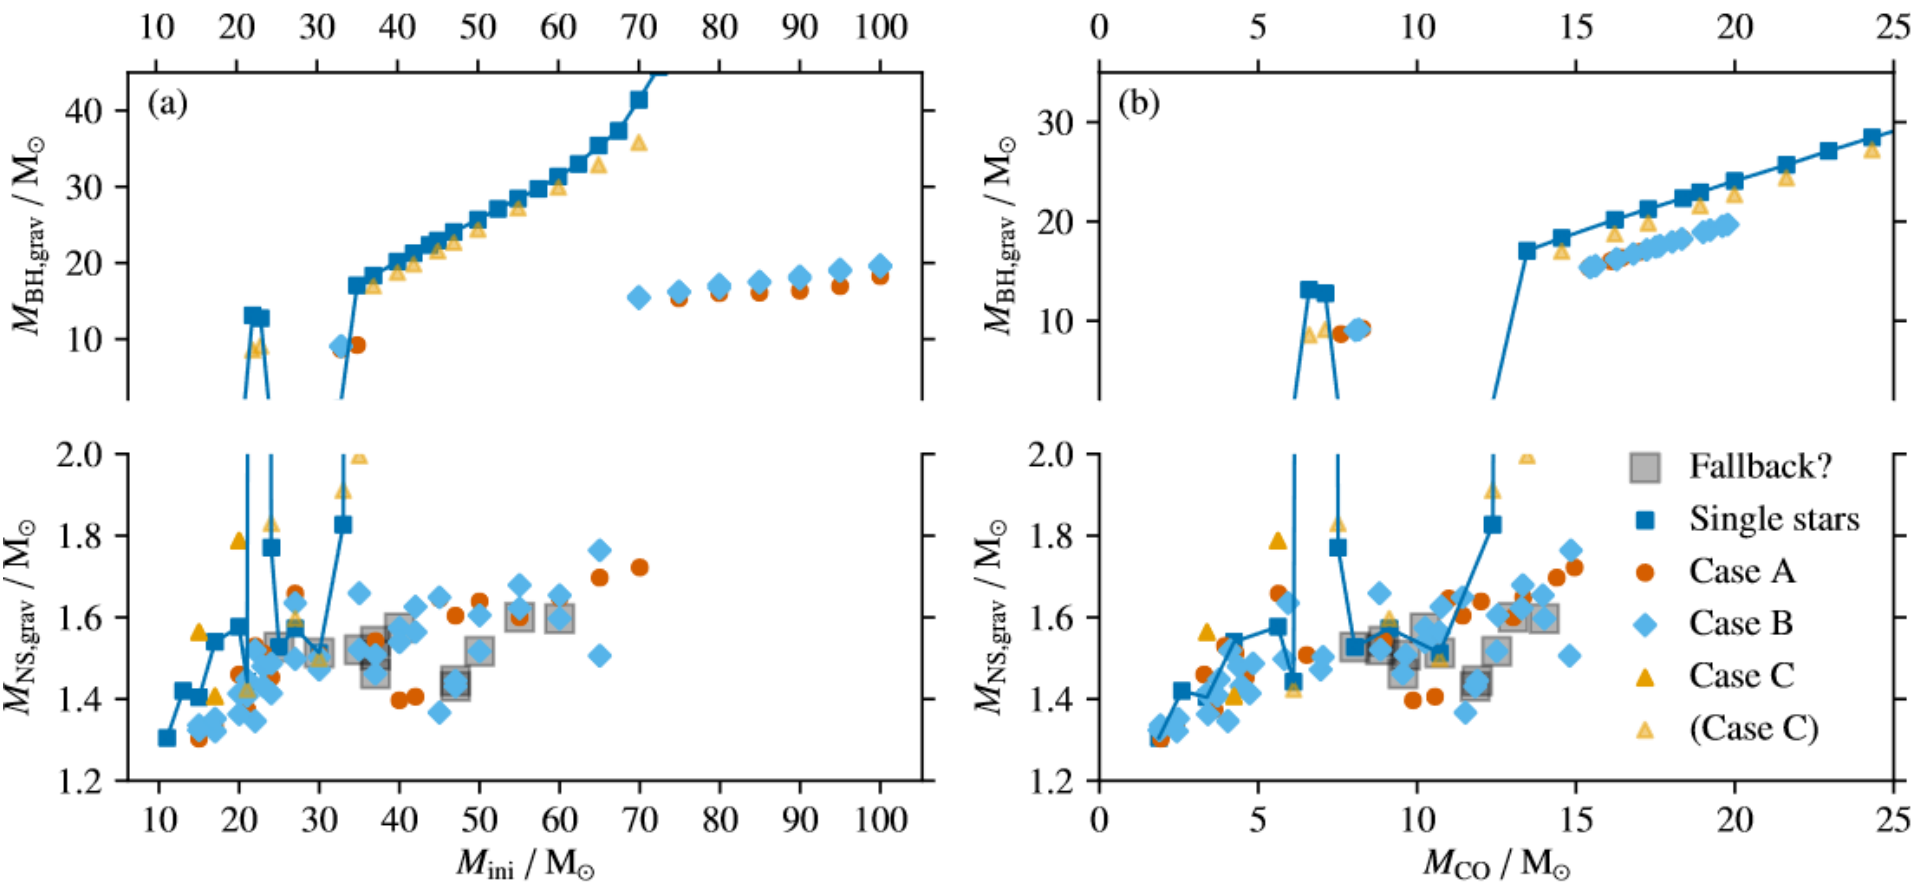 10 20 30 40 50 60 70 80 90 100
(a)
M_BH,grav / M_⊙
40
30
20
10
M_NS,grav / M_⊙
2.0
1.8
1.6
1.4
1.2
10 20 30 40 50 60 70 80 90 100
M_ini / M_⊙
0 5 10 15 20 25
(b)
M_BH,grav / M_⊙
30
20
10
M_NS,grav / M_⊙
2.0
1.8
1.6
1.4
1.2
Fallback?
Single stars
Case A
Case B
Case C
(Case C)
0 5 10 15 20 25
M_CO / M_⊙